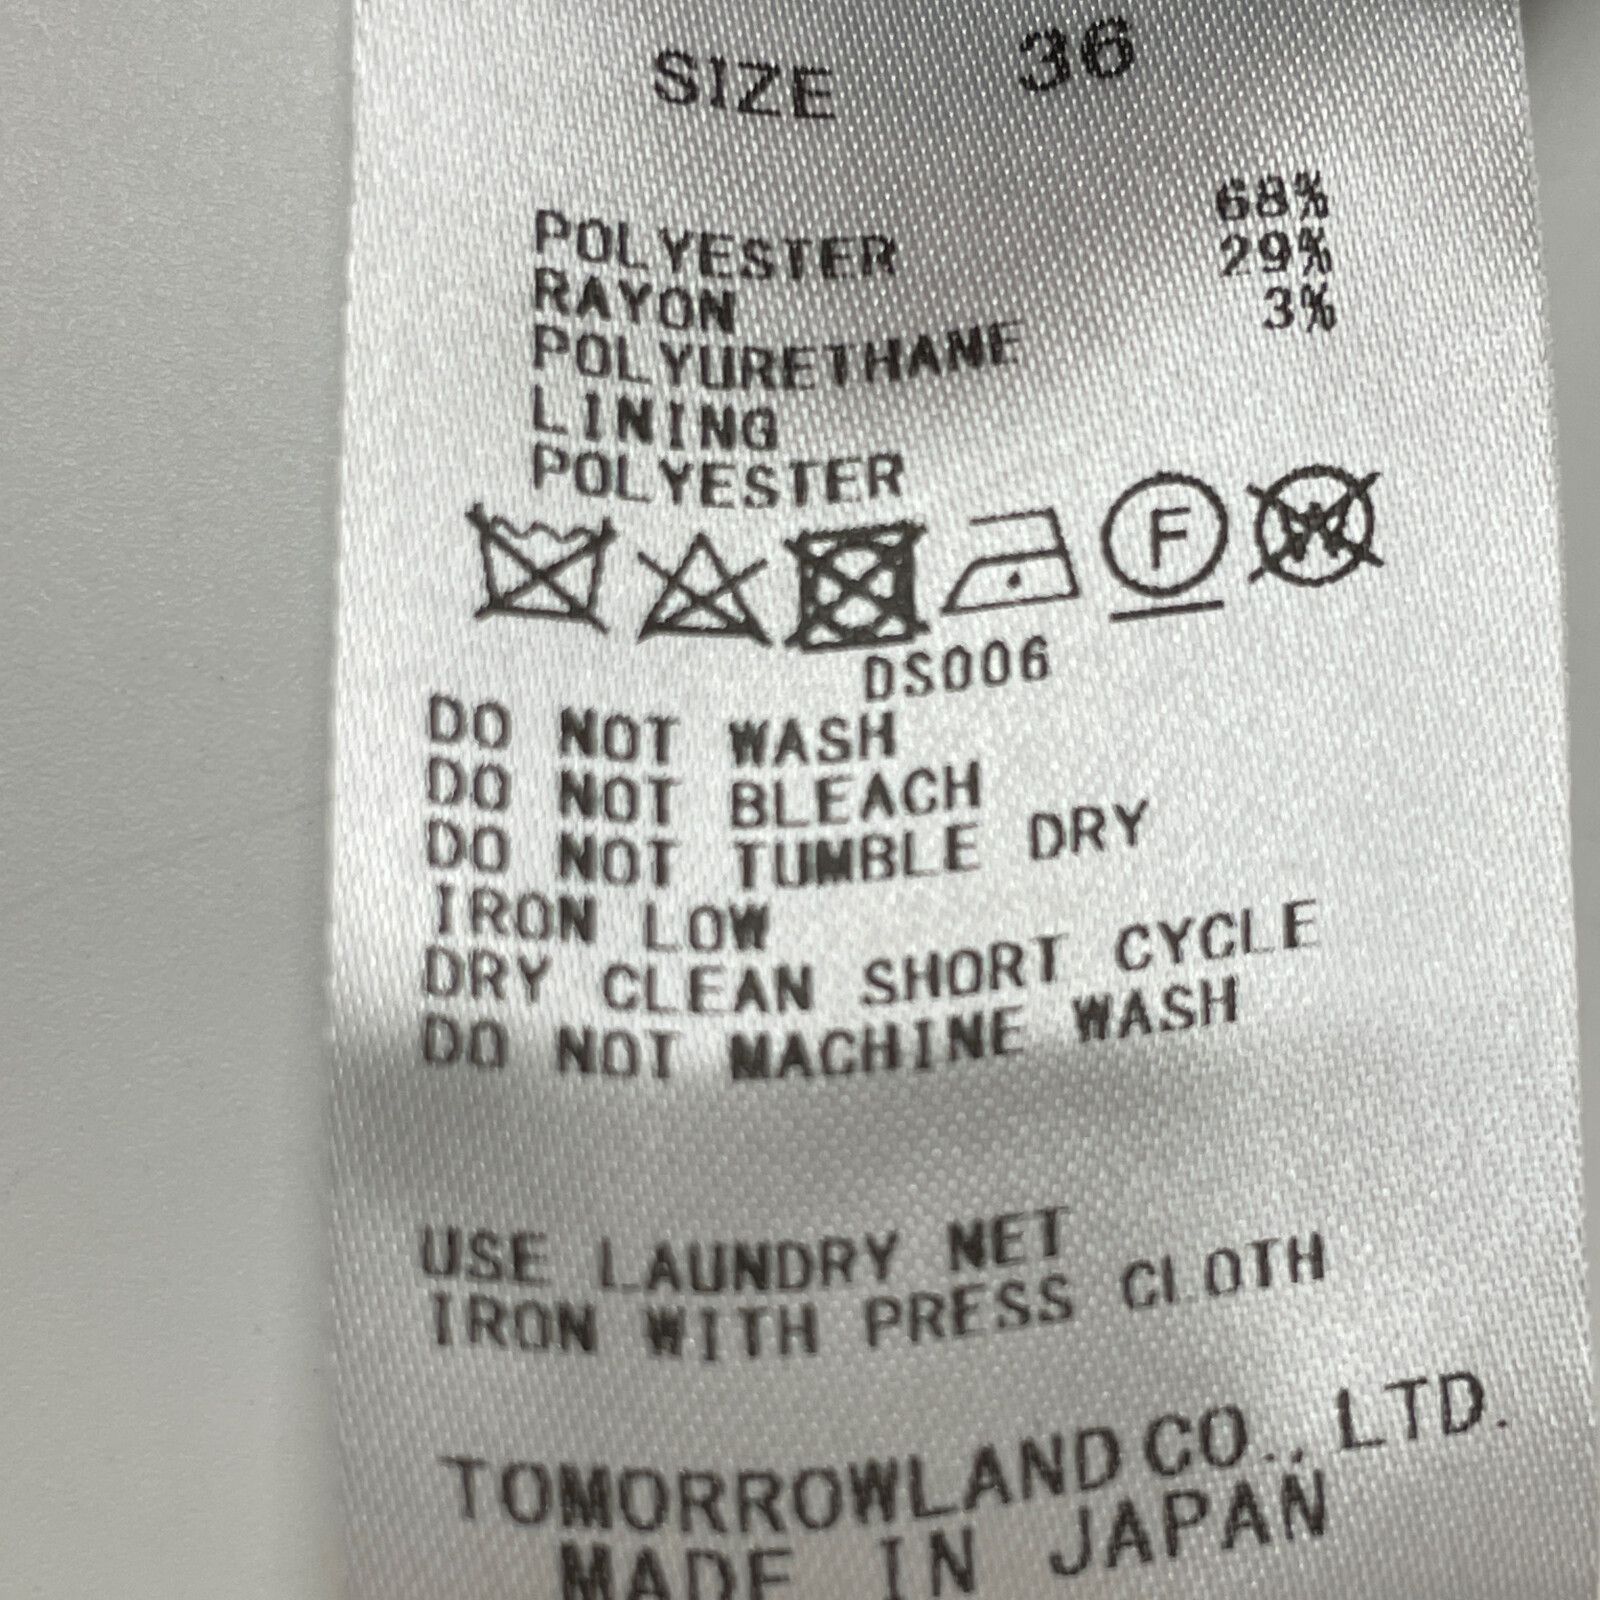 SIZE 36
POLYESTER 68%
RAYON 29%
POLYURETHANE 3%
LINING
POLYESTER
F W
DS006
DO NOT WASH
DO NOT BLEACH
DO NOT TUMBLE DRY
IRON LOW
DRY CLEAN SHORT CYCLE
DO NOT MACHINE WASH
USE LAUNDRY NET
IRON WITH PRESS CLOTH
TOMORROWLAND CO., LTD.
MADE IN JAPAN